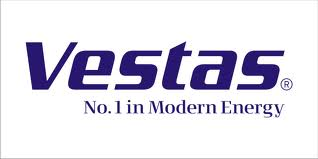 Vestas®
No. 1 in Modern Energy